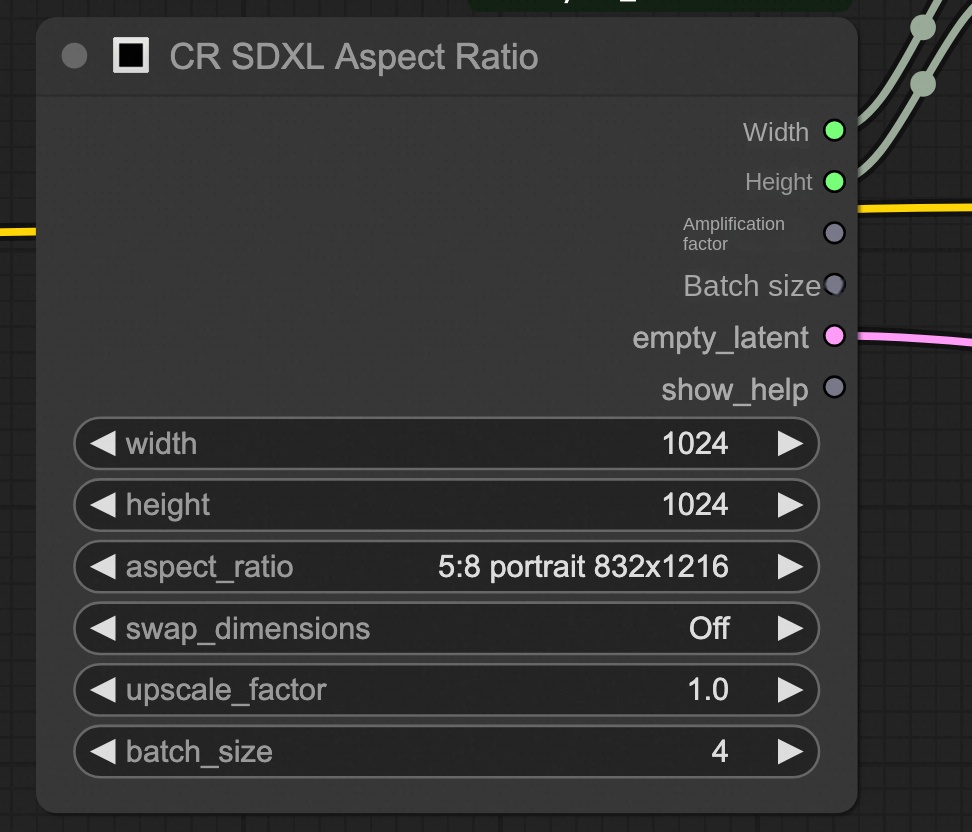 CR SDXL Aspect Ratio
Width
Height
Amplification
factor
Batch size
empty_latent
show_help
width 1024
height 1024
aspect_ratio 5:8 portrait 832x1216
swap_dimensions Off
upscale_factor 1.0
batch_size 4